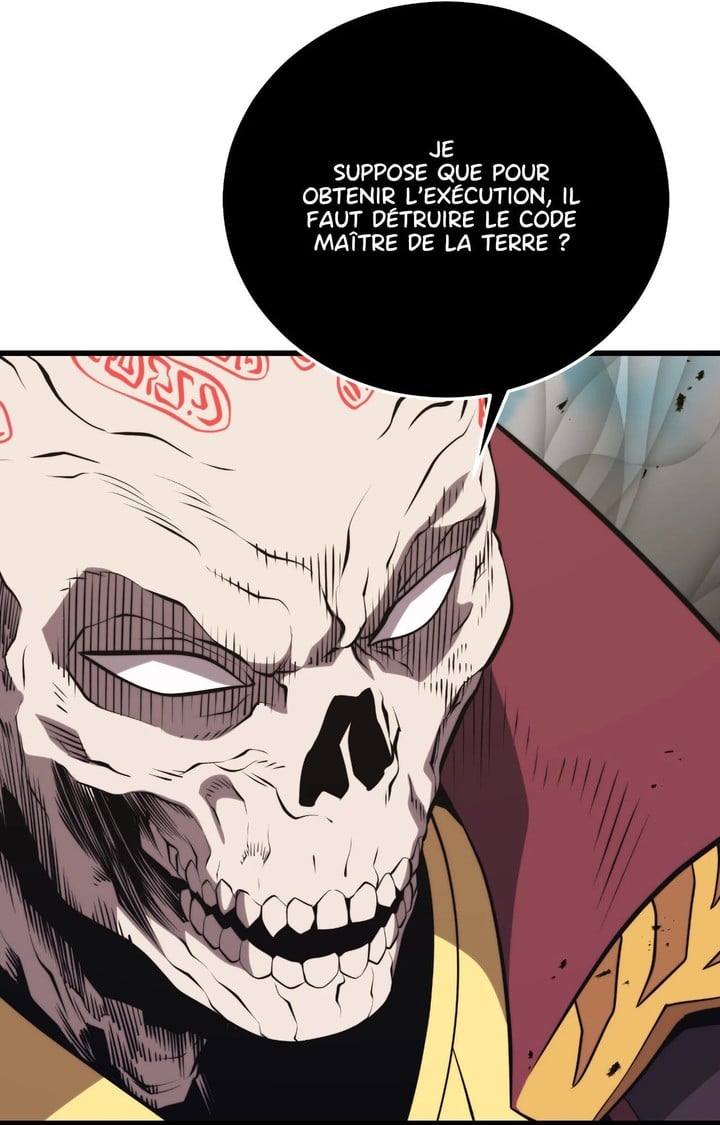 JE
SUPPOSE QUE POUR
OBTENIR L'EXÉCUTION, IL
FAUT DÉTRUIRE LE CODE
MAÎTRE DE LA TERRE ?